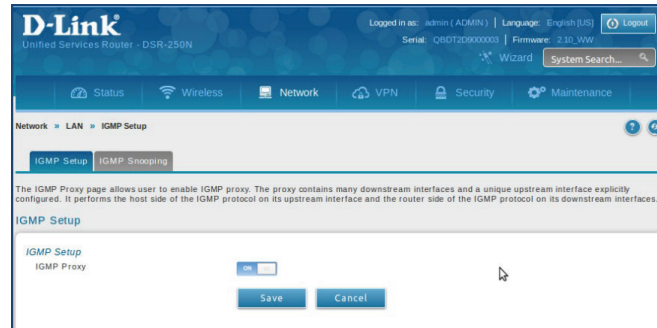 D-Link
Logged in as: admin ( ADMIN ) | Language: English [US] Logout
Unified Services Router - DSR-250N
Serial: QBDT2D9000003 | Firmware: 2.10_WW
Wizard System Search...
Status Wireless Network VPN Security Maintenance
Network » LAN » IGMP Setup
IGMP Setup IGMP Snooping
The IGMP Proxy page allows user to enable IGMP proxy. The proxy contains many downstream interfaces and a unique upstream interface explicitly
configured. It performs the host side of the IGMP protocol on its upstream interface and the router side of the IGMP protocol on its downstream interfaces.
IGMP Setup
IGMP Setup
IGMP Proxy ON
Save Cancel